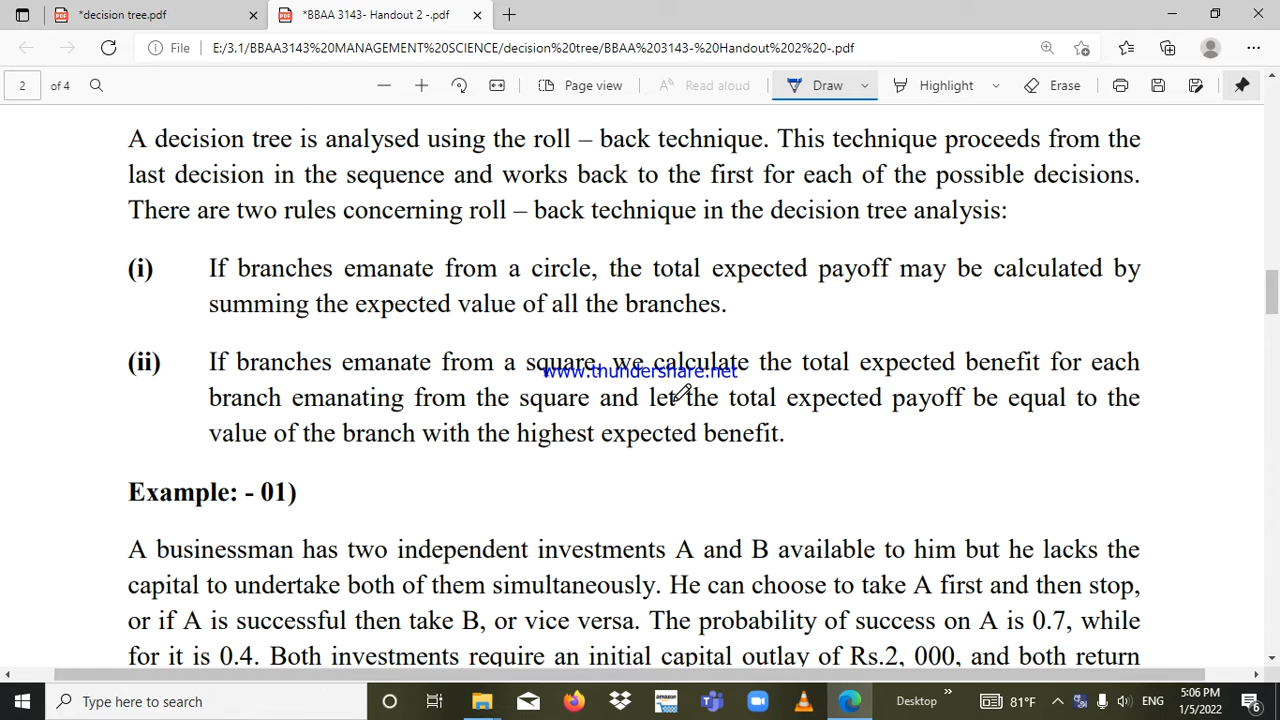 *decision tree.pdf
*BBAA 3143- Handout 2 -.pdf
File
E:/3.1/BBAA3143%20MANAGEMENT%20SCIENCE/decision%20tree/BBAA%203143-%20Handout%202%20-.pdf
2 of 4
Page view
Read aloud
Draw
Highlight
Erase
A decision tree is analysed using the roll – back technique. This technique proceeds from the
last decision in the sequence and works back to the first for each of the possible decisions.
There are two rules concerning roll – back technique in the decision tree analysis:
(i) If branches emanate from a circle, the total expected payoff may be calculated by
summing the expected value of all the branches.
(ii) If branches emanate from a square, we calculate the total expected benefit for each
www.thundershare.net
branch emanating from the square and let the total expected payoff be equal to the
value of the branch with the highest expected benefit.
Example: - 01)
A businessman has two independent investments A and B available to him but he lacks the
capital to undertake both of them simultaneously. He can choose to take A first and then stop,
or if A is successful then take B, or vice versa. The probability of success on A is 0.7, while
for it is 0.4. Both investments require an initial capital outlay of Rs.2, 000, and both return
Type here to search
amazon
Desktop
81°F
ENG
5:06 PM
1/5/2022
6